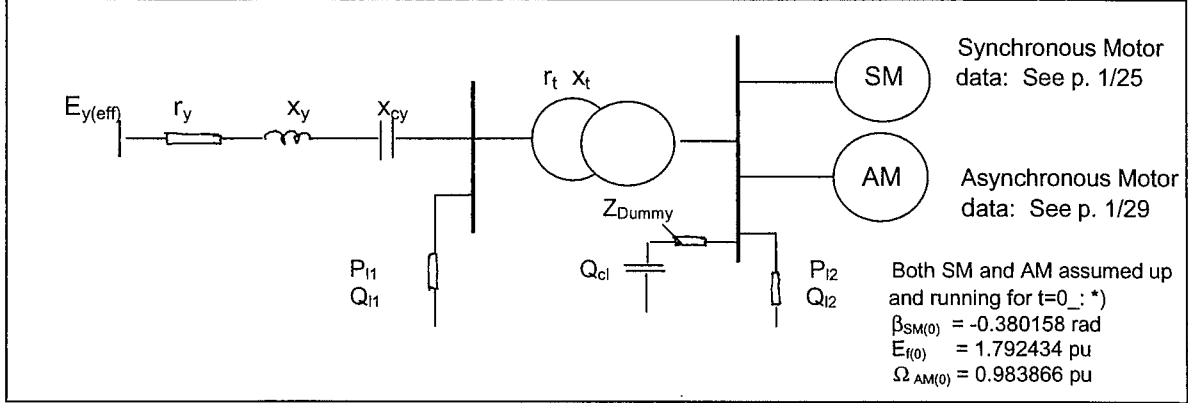 E_y(eff)
r_y
x_y
x_cy
r_t x_t
SM
Synchronous Motor
data: See p. 1/25
AM
Asynchronous Motor
data: See p. 1/29
Z_Dummy
P_l1
Q_l1
Q_cl
P_l2
Q_l2
Both SM and AM assumed up
and running for t=0_: *)
β_SM(0) = -0.380158 rad
E_f(0) = 1.792434 pu
Ω_AM(0) = 0.983866 pu